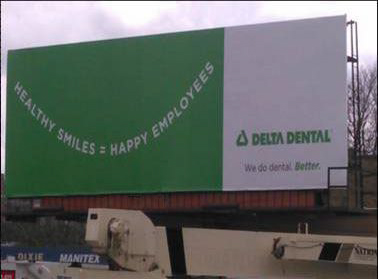 HEALTHY SMILES = HAPPY EMPLOYEES
DELTA DENTAL
We do dental. Better.
DIXIE MANITEX